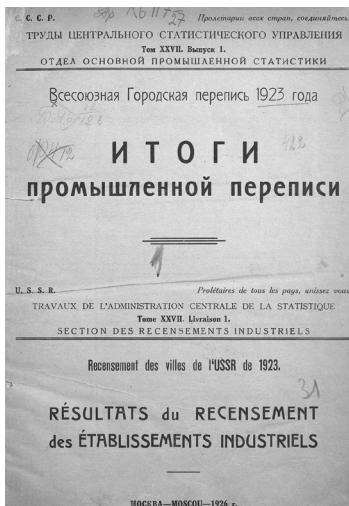 С. С. С. Р. Пролетарии всех стран, соединяйтесь.
ТРУДЫ ЦЕНТРАЛЬНОГО СТАТИСТИЧЕСКОГО УПРАВЛЕНИЯ
Том XXVII. Выпуск 1.
ОТДЕЛ ОСНОВНОЙ ПРОМЫШЛЕННОЙ СТАТИСТИКИ
Всесоюзная Городская перепись 1923 года
422
ИТОГИ
промышленной переписи
1
U. S. S. R. Prolétaires de tous les pays, unissez vous
TRAVAUX DE L'ADMINISTRATION CENTRALE DE LA STATISTIQUE
Tome XXVII. Livraison 1.
SECTION DES RECENSEMENTS INDUSTRIELS
Recensement des villes de l'USSR de 1923.
31
RÉSULTATS du RECENSEMENT
des ÉTABLISSEMENTS INDUSTRIELS
МОСКВА—MOSCOU—1926 г.